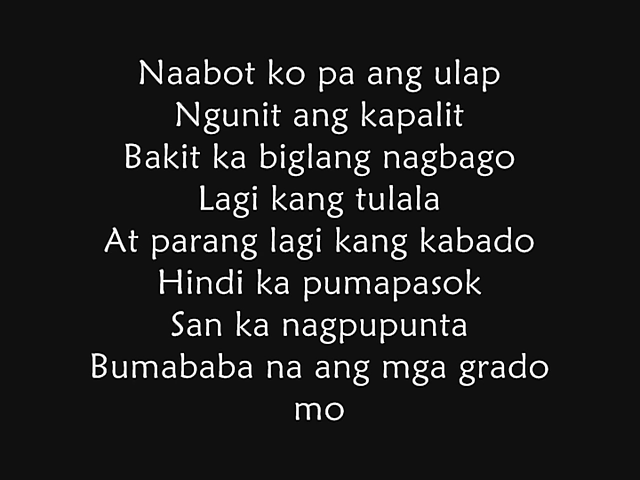 Naabot ko pa ang ulap
Ngunit ang kapalit
Bakit ka biglang nagbago
Lagi kang tulala
At parang lagi kang kabado
Hindi ka pumapasok
San ka nagpupunta
Bumababa na ang mga grado
mo